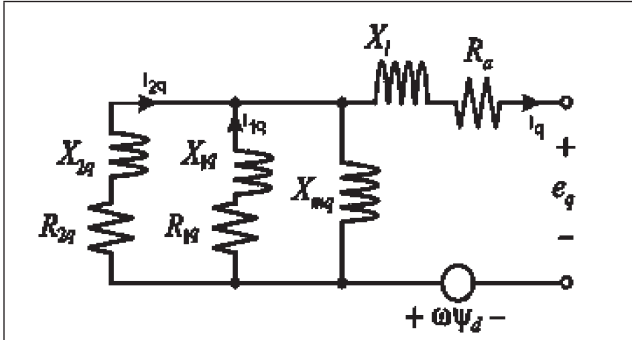 X_l
R_a
i_2q
i_1q
i_q
X_2q
X_1q
X_mq
+
e_q
−
R_2q
R_1q
+ ωψ_d −